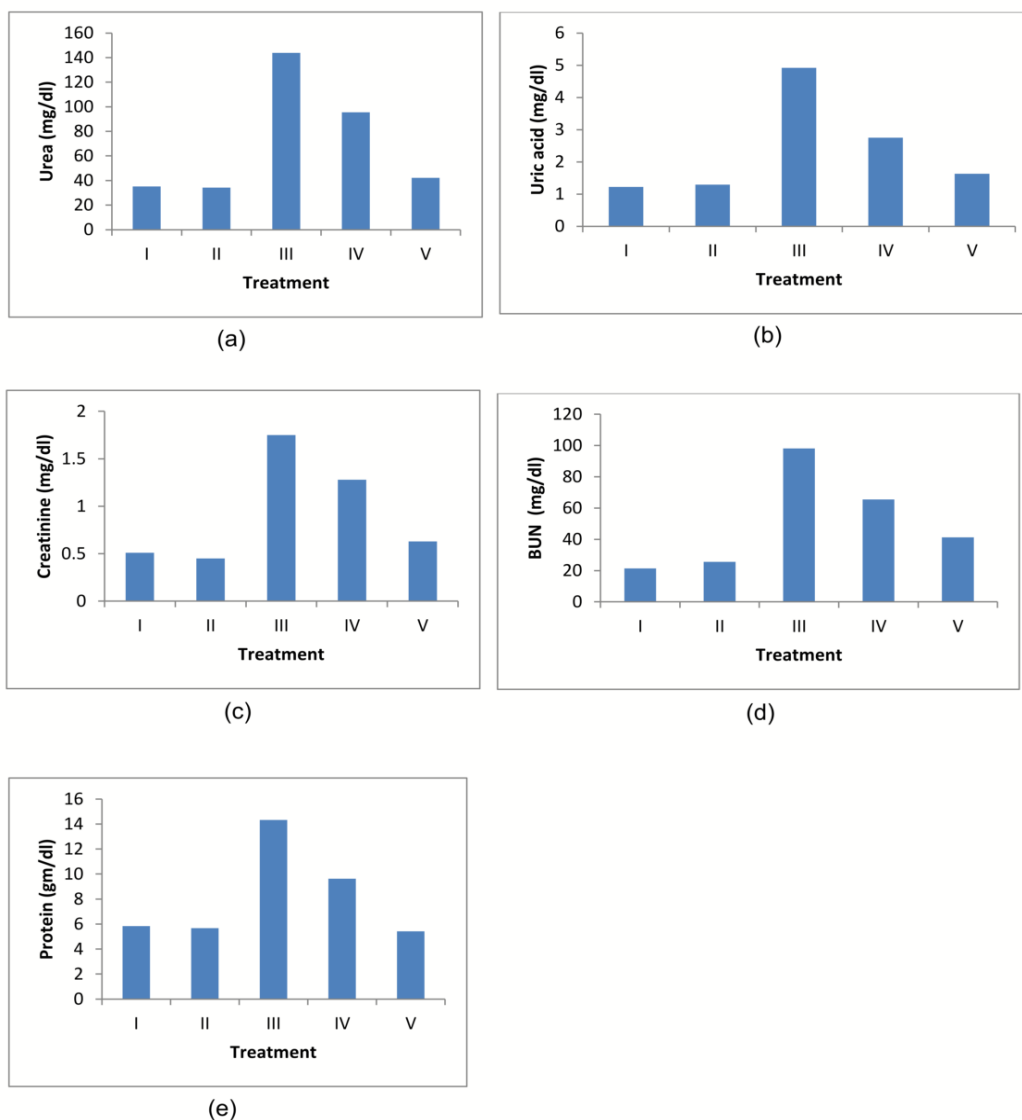 Urea (mg/dl)
160
140
120
100
80
60
40
20
0
I II III IV V
Treatment
(a)
Uric acid (mg/dl)
6
5
4
3
2
1
0
I II III IV V
Treatment
(b)
Creatinine (mg/dl)
2
1.5
1
0.5
0
I II III IV V
Treatment
(c)
BUN (mg/dl)
120
100
80
60
40
20
0
I II III IV V
Treatment
(d)
Protein (gm/dl)
16
14
12
10
8
6
4
2
0
I II III IV V
Treatment
(e)